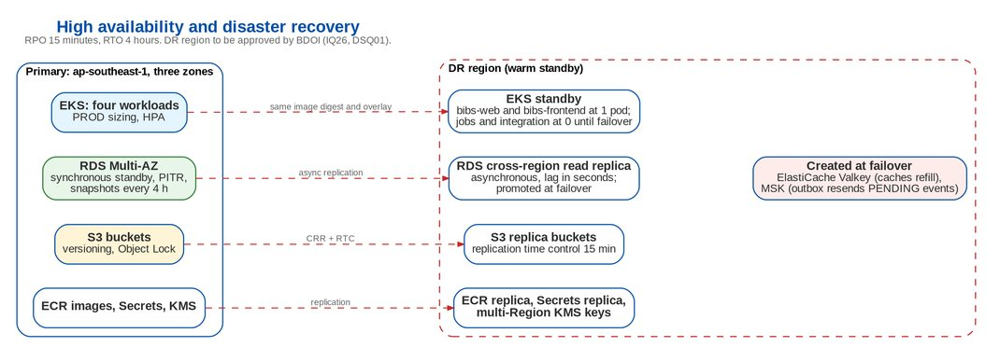 High availability and disaster recovery
RPO 15 minutes, RTO 4 hours. DR region to be approved by BDOI (IQ26, DSQ01).
Primary: ap-southeast-1, three zones
EKS: four workloads
PROD sizing, HPA
RDS Multi-AZ
synchronous standby, PITR,
snapshots every 4 h
S3 buckets
versioning, Object Lock
ECR images, Secrets, KMS
same image digest and overlay
async replication
CRR + RTC
replication
DR region (warm standby)
EKS standby
bibs-web and bibs-frontend at 1 pod;
jobs and integration at 0 until failover
RDS cross-region read replica
asynchronous, lag in seconds;
promoted at failover
S3 replica buckets
replication time control 15 min
ECR replica, Secrets replica,
multi-Region KMS keys
Created at failover
ElastiCache Valkey (caches refill),
MSK (outbox resends PENDING events)